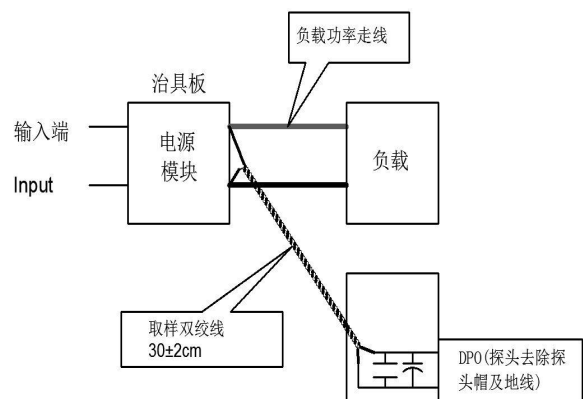 负载功率走线
治具板
输入端
Input
电源
模块
负载
取样双绞线
30±2cm
DPO(探头去除探
头帽及地线)